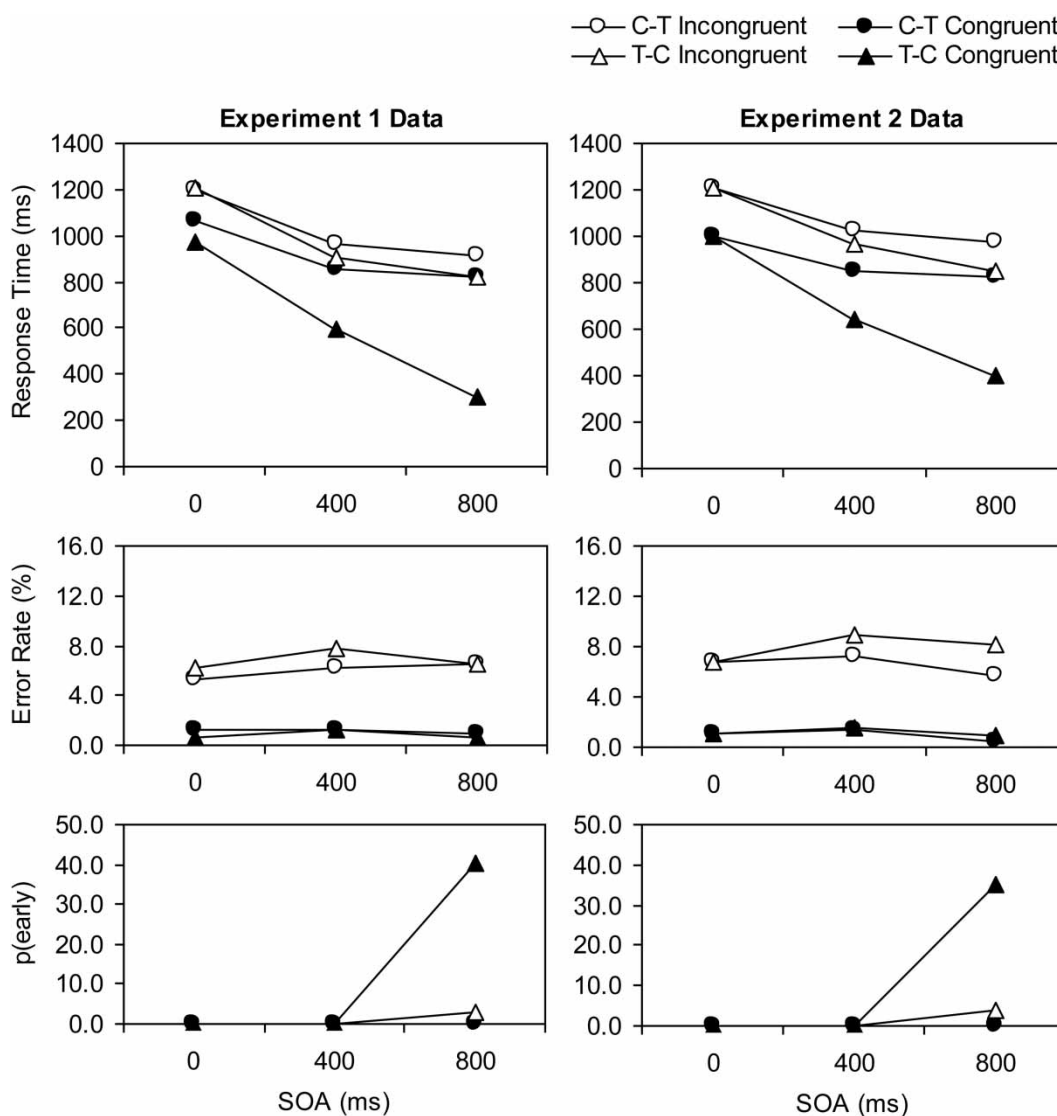 C-T Incongruent C-T Congruent
T-C Incongruent T-C Congruent
Experiment 1 Data Experiment 2 Data
Response Time (ms)
1400
1200
1000
800
600
400
200
0
0 400 800
1400
1200
1000
800
600
400
200
0
0 400 800
Error Rate (%)
16.0
12.0
8.0
4.0
0.0
0 400 800
16.0
12.0
8.0
4.0
0.0
0 400 800
p(early)
50.0
40.0
30.0
20.0
10.0
0.0
0 400 800
SOA (ms)
50.0
40.0
30.0
20.0
10.0
0.0
0 400 800
SOA (ms)